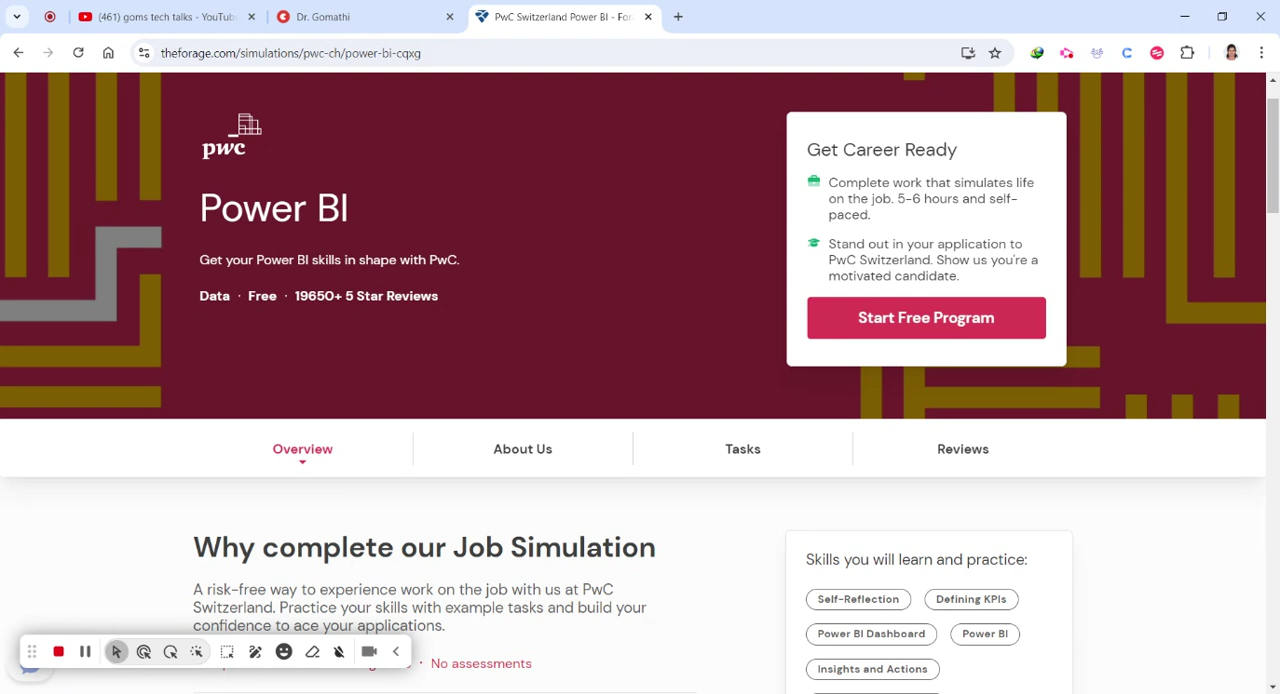 (461) goms tech talks - YouTub
Dr. Gomathi
PwC Switzerland Power BI - For
theforage.com/simulations/pwc-ch/power-bi-cqxg
pwc
Power BI
Get your Power BI skills in shape with PwC.
Data · Free · 19650+ 5 Star Reviews
Get Career Ready
Complete work that simulates life
on the job. 5-6 hours and self-
paced.
Stand out in your application to
PwC Switzerland. Show us you're a
motivated candidate.
Start Free Program
Overview
About Us
Tasks
Reviews
Why complete our Job Simulation
A risk-free way to experience work on the job with us at PwC
Switzerland. Practice your skills with example tasks and build your
confidence to ace your applications.
· No assessments
Skills you will learn and practice:
Self-Reflection
Defining KPIs
Power BI Dashboard
Power BI
Insights and Actions